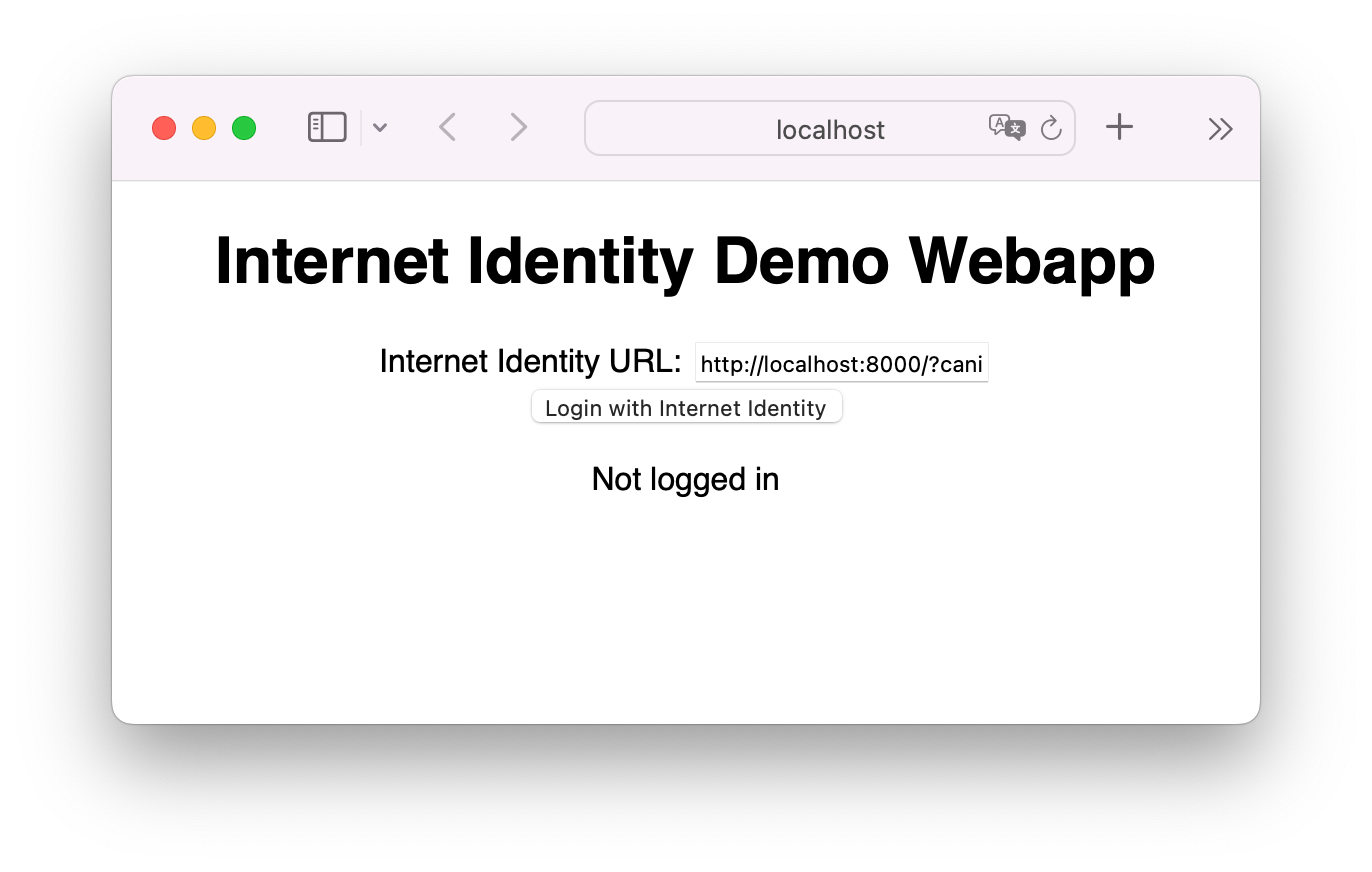 localhost
Internet Identity Demo Webapp
Internet Identity URL: http://localhost:8000/?cani
Login with Internet Identity
Not logged in